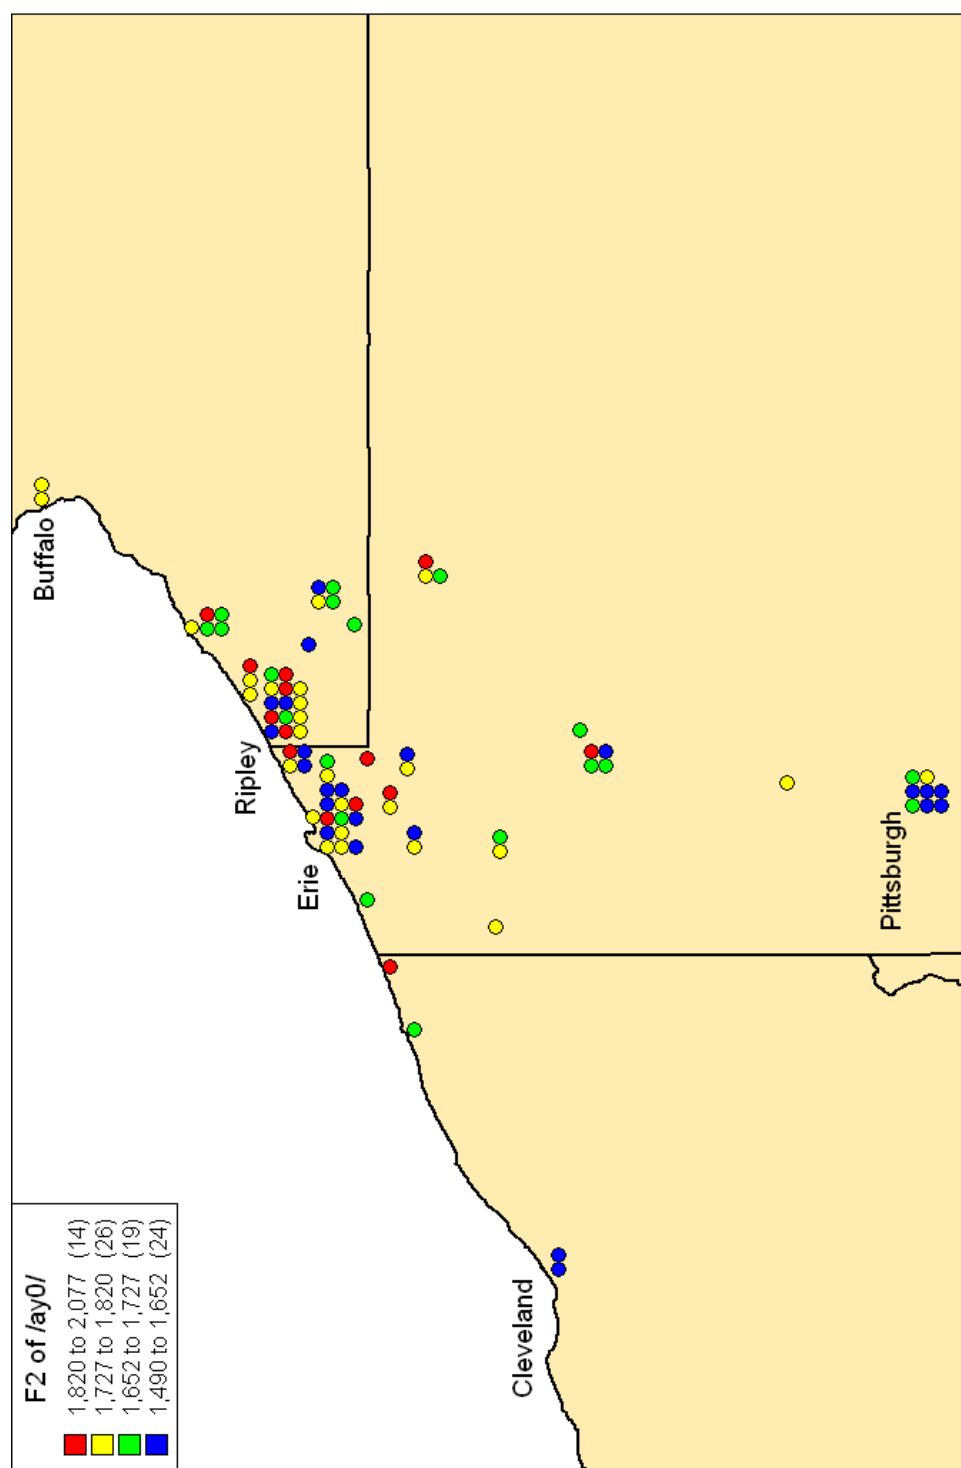 F2 of /ay0/
1,820 to 2,077 (14)
1,727 to 1,820 (26)
1,652 to 1,727 (19)
1,490 to 1,652 (24)
Cleveland
Erie
Ripley
Buffalo
Pittsburgh